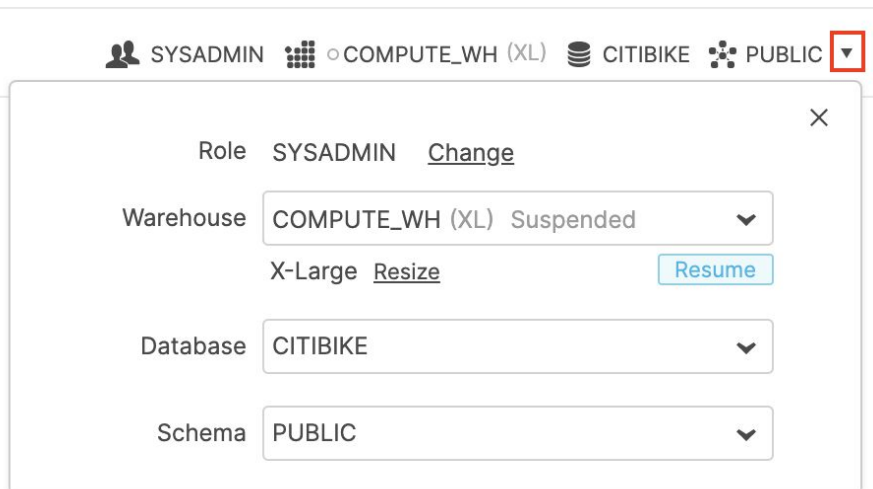 SYSADMIN COMPUTE_WH (XL) CITIBIKE PUBLIC
Role SYSADMIN Change
Warehouse COMPUTE_WH (XL) Suspended
X-Large Resize Resume
Database CITIBIKE
Schema PUBLIC